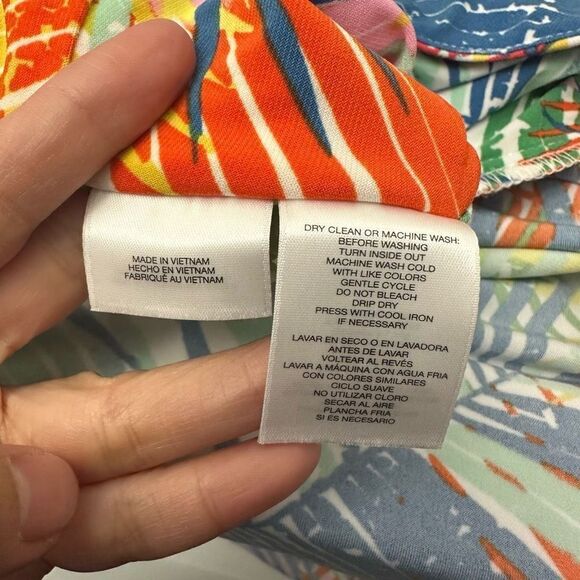 MADE IN VIETNAM
HECHO EN VIETNAM
FABRIQUÉ AU VIETNAM
DRY CLEAN OR MACHINE WASH:
BEFORE WASHING
TURN INSIDE OUT
MACHINE WASH COLD
WITH LIKE COLORS
GENTLE CYCLE
DO NOT BLEACH
DRIP DRY
PRESS WITH COOL IRON
IF NECESSARY
LAVAR EN SECO O EN LAVADORA
ANTES DE LAVAR
VOLTEAR AL REVÉS
LAVAR A MÁQUINA CON AGUA FRIA
CON COLORES SIMILARES
CICLO SUAVE
NO UTILIZAR CLORO
SECAR AL AIRE
PLANCHA FRIA
SI ES NECESARIO